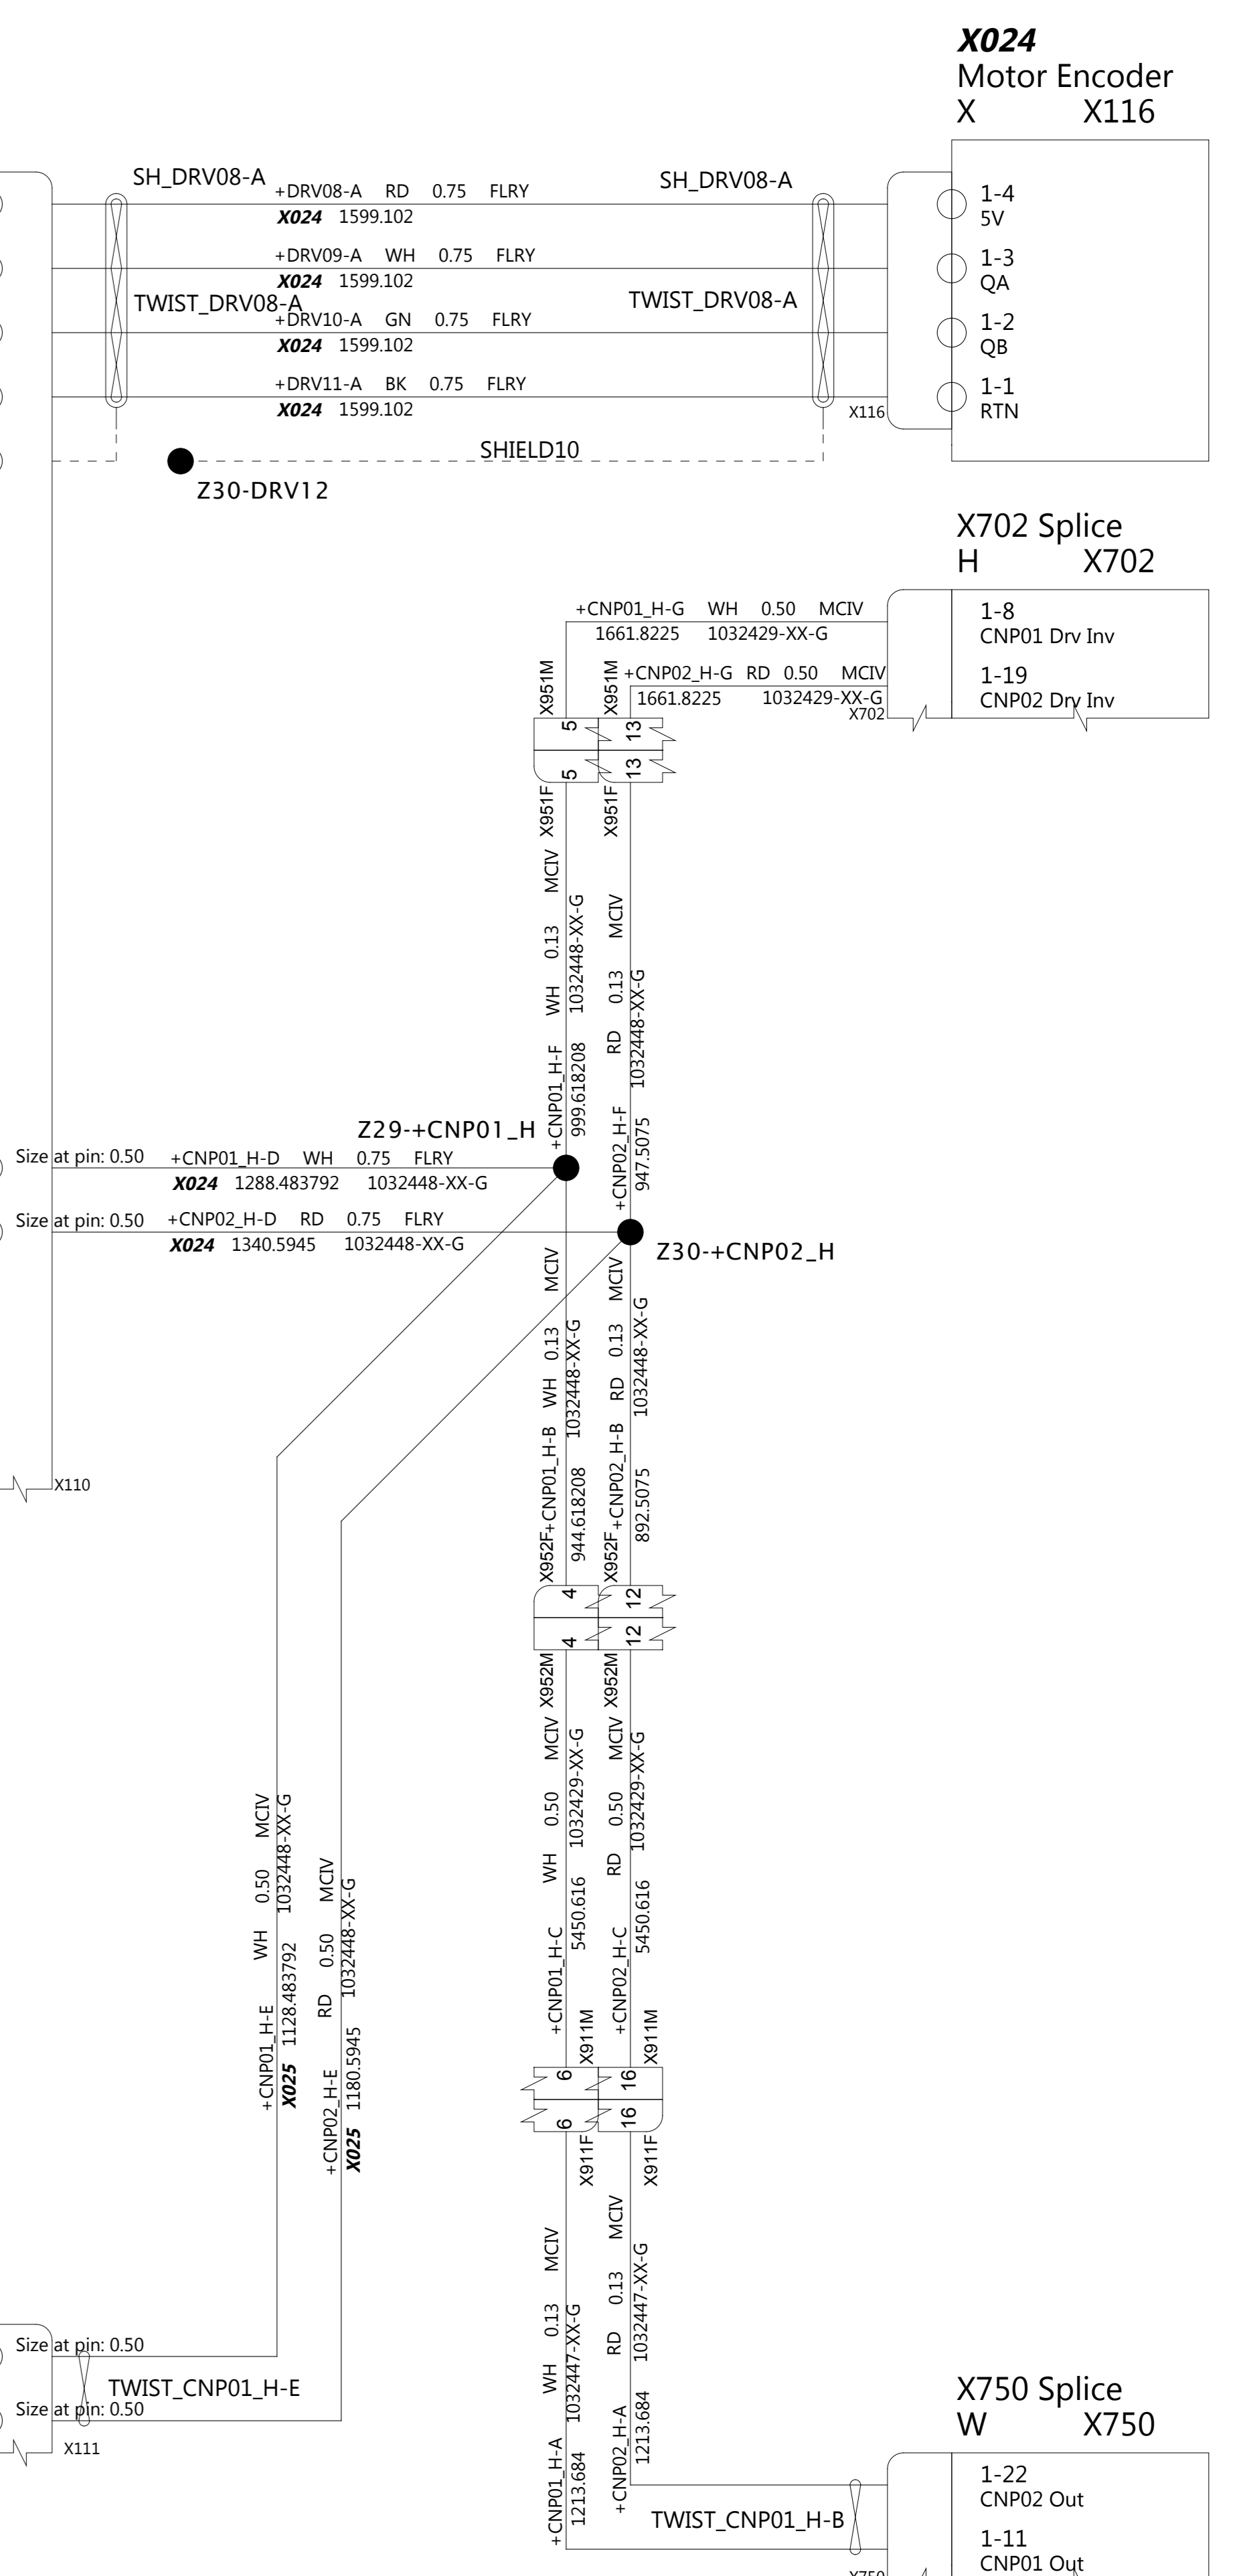 X024
Motor Encoder
X X116
SH_DRV08-A
+DRV08-A RD 0.75 FLRY
X024 1599.102
SH_DRV08-A
1-4
5V
+DRV09-A WH 0.75 FLRY
X024 1599.102
1-3
QA
TWIST_DRV08-A
TWIST_DRV08-A
+DRV10-A GN 0.75 FLRY
X024 1599.102
1-2
QB
+DRV11-A BK 0.75 FLRY
X024 1599.102
X116
1-1
RTN
SHIELD10
Z30-DRV12
X702 Splice
H X702
+CNP01_H-G WH 0.50 MCIV
1661.8225 1032429-XX-G
1-8
CNP01 Drv Inv
+CNP02_H-G RD 0.50 MCIV
1661.8225 1032429-XX-G
X702
1-19
CNP02 Drv Inv
X951M
X951M
5
13
5
13
X951F
X951F
+CNP01_H-F WH 0.13 MCIV
999.618208 1032448-XX-G
+CNP02_H-F RD 0.13 MCIV
947.5075 1032448-XX-G
Z29-+CNP01_H
Size at pin: 0.50
+CNP01_H-D WH 0.75 FLRY
X024 1288.483792 1032448-XX-G
Size at pin: 0.50
+CNP02_H-D RD 0.75 FLRY
X024 1340.5945 1032448-XX-G
Z30-+CNP02_H
+CNP01_H-B WH 0.13 MCIV
944.618208 1032448-XX-G
+CNP02_H-B RD 0.13 MCIV
892.5075 1032448-XX-G
X110
X952F
X952F
4
12
4
12
X952M
X952M
+CNP01_H-C WH 0.50 MCIV
5450.616 1032429-XX-G
+CNP02_H-C RD 0.50 MCIV
5450.616 1032429-XX-G
+CNP01_H-E WH 0.50 MCIV
X025 1128.483792 1032448-XX-G
+CNP02_H-E RD 0.50 MCIV
X025 1180.5945 1032448-XX-G
X911M
X911M
6
16
6
16
X911F
X911F
+CNP01_H-A WH 0.13 MCIV
1213.684 1032447-XX-G
+CNP02_H-A RD 0.13 MCIV
1213.684 1032447-XX-G
Size at pin: 0.50
TWIST_CNP01_H-E
Size at pin: 0.50
X111
X750 Splice
W X750
1-22
CNP02 Out
TWIST_CNP01_H-B
1-11
CNP01 Out
X750